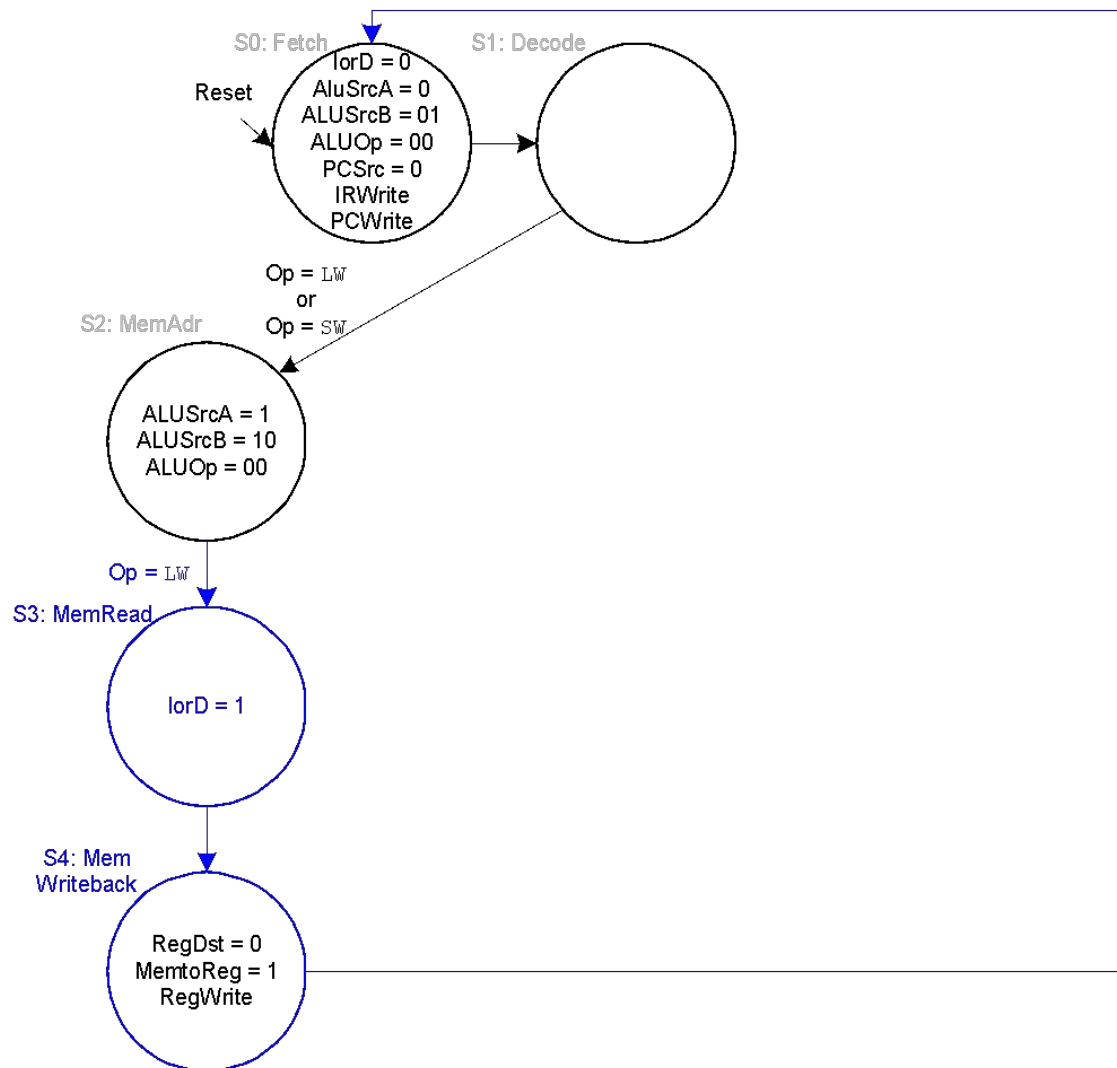 S0: Fetch
S1: Decode
Reset
IorD = 0
AluSrcA = 0
ALUSrcB = 01
ALUOp = 00
PCSrc = 0
IRWrite
PCWrite
Op = LW
or
Op = SW
S2: MemAdr
ALUSrcA = 1
ALUSrcB = 10
ALUOp = 00
Op = LW
S3: MemRead
IorD = 1
S4: Mem
Writeback
RegDst = 0
MemtoReg = 1
RegWrite